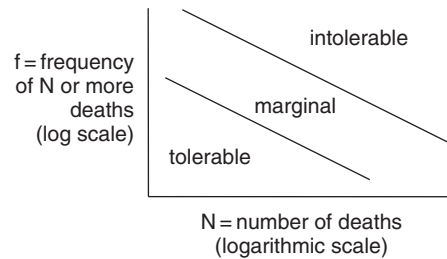 f = frequency
of N or more
deaths
(log scale)
intolerable
marginal
tolerable
N = number of deaths
(logarithmic scale)